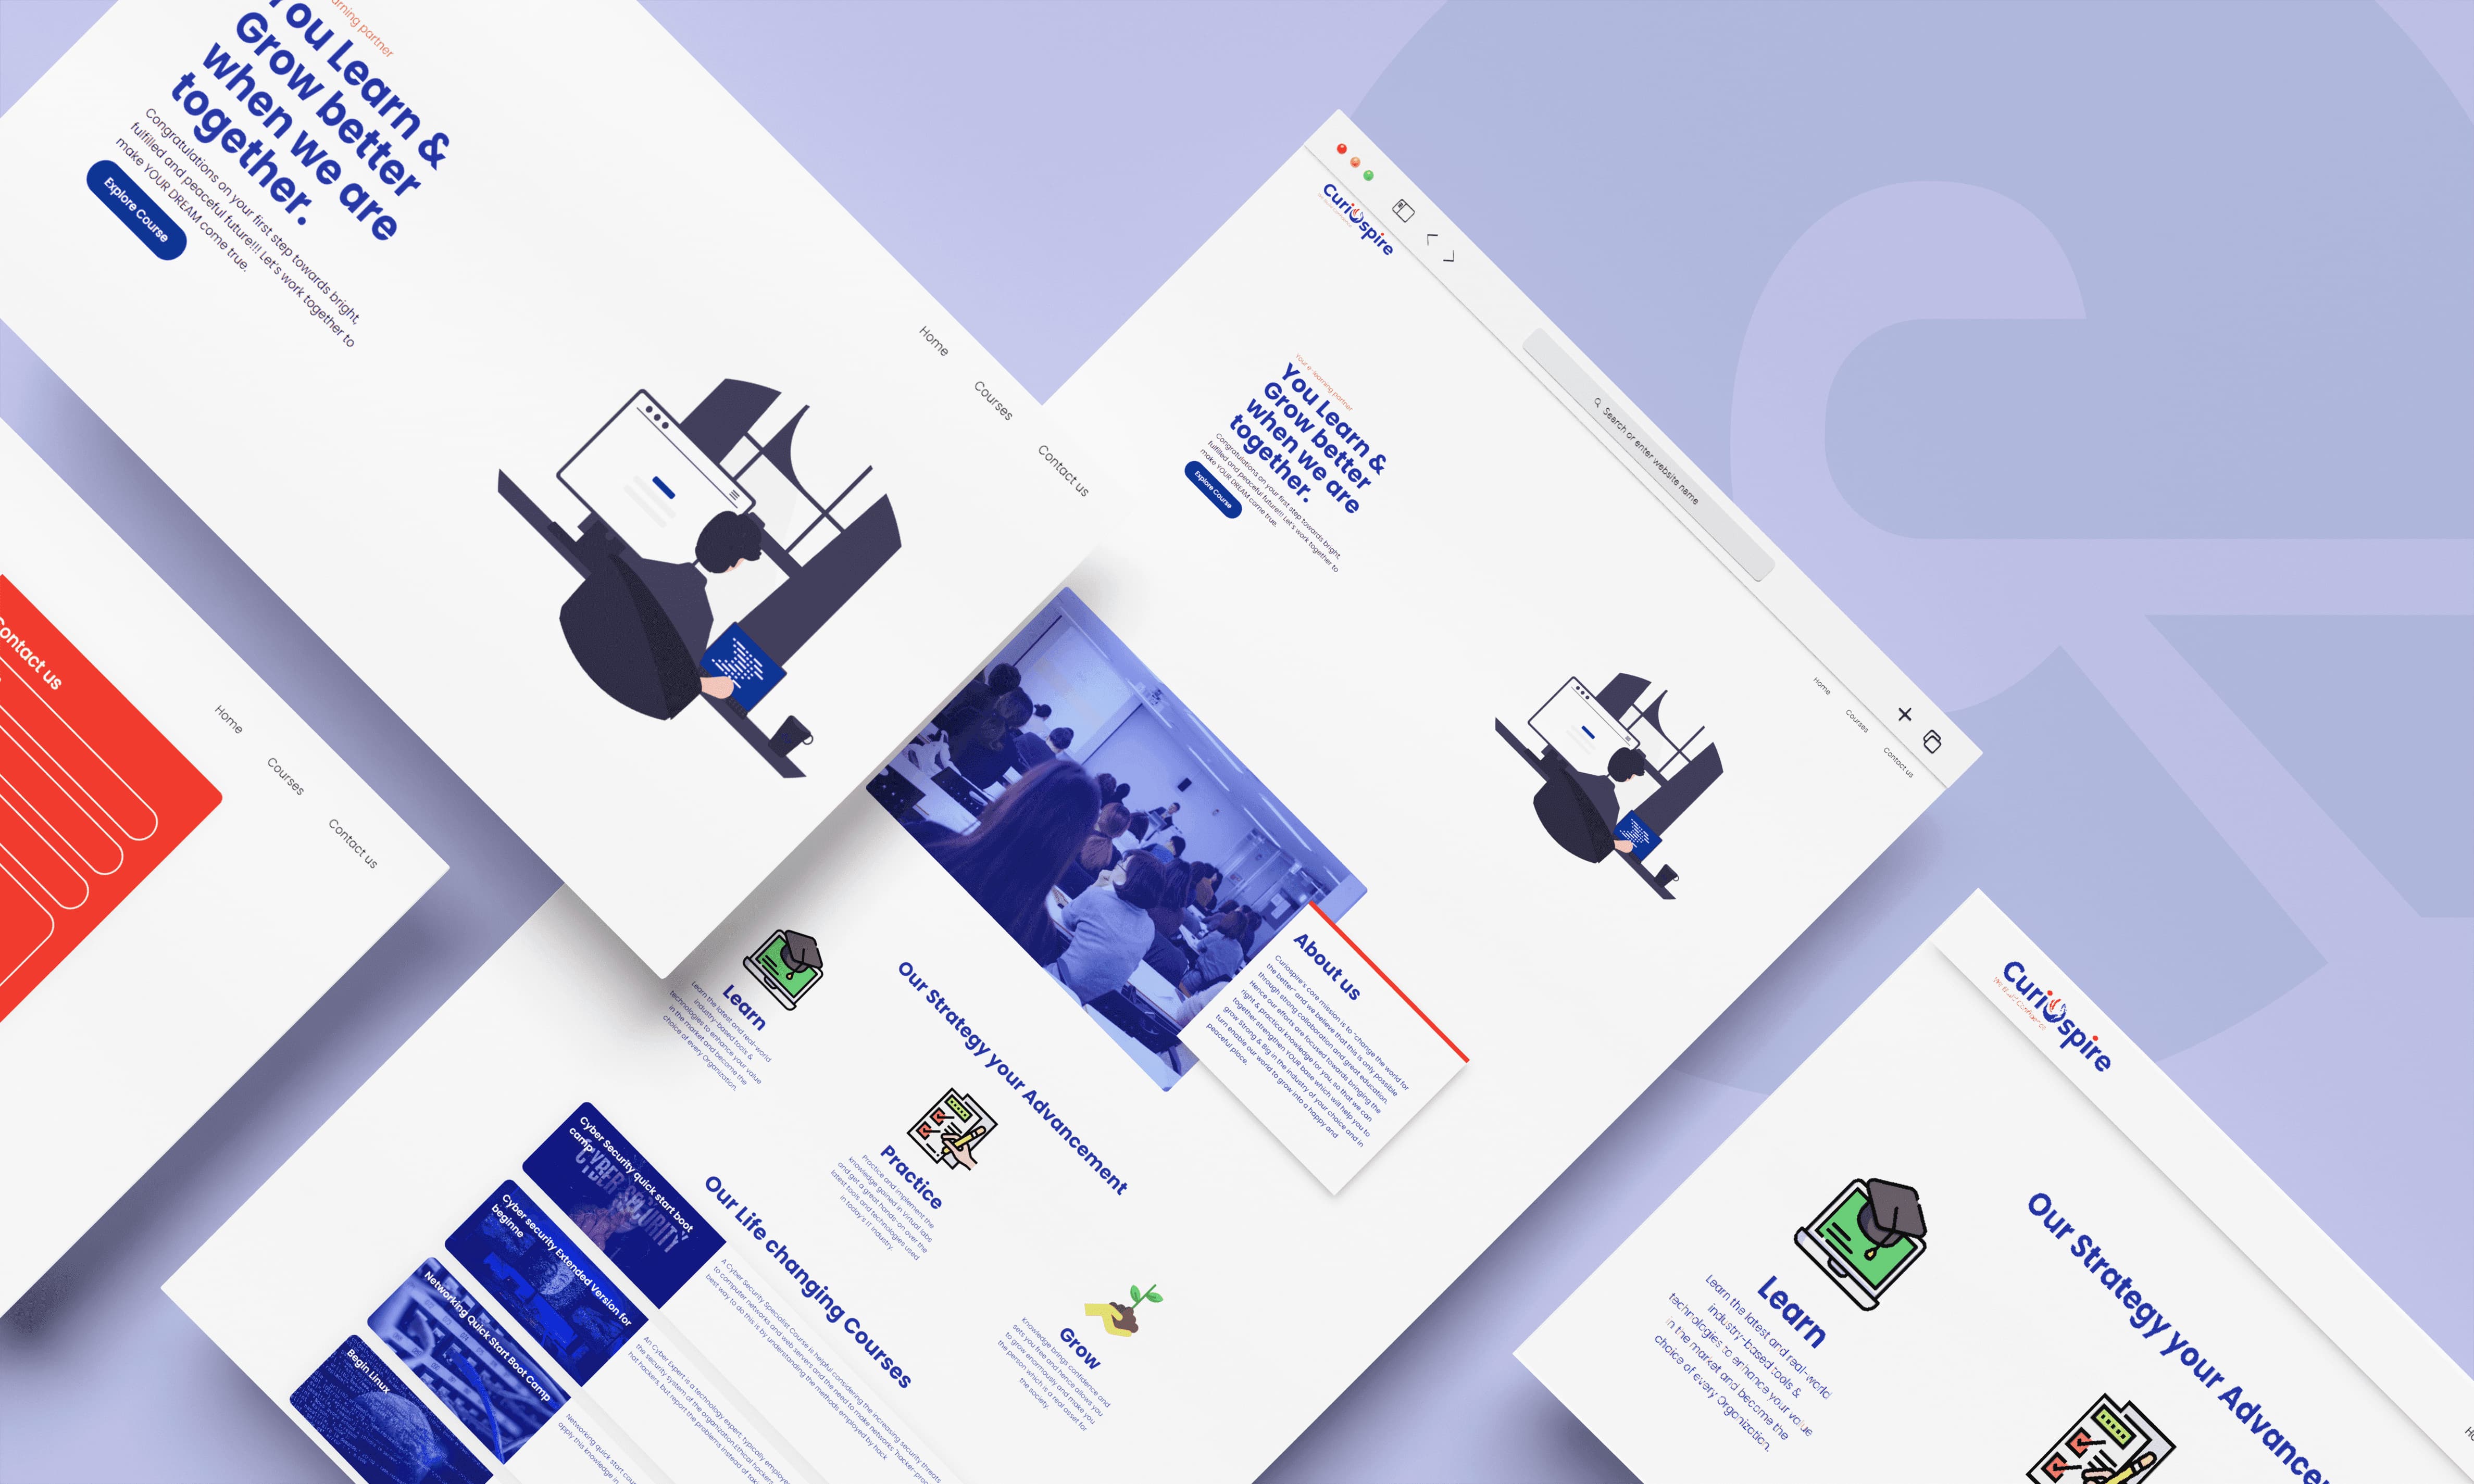 rning partner
You Learn &
Grow better
when we are
together.
Congratulations on your first step towards bright,
fulfilled and peaceful future!!! Let's work together to
make YOUR DREAM come true.
Explore Course
Home
Courses
Contact us
Contact us
Home
Courses
Contact us
Curiospire
Search or enter website name
Home
Courses
Contact us
Your e-learning partner
You Learn &
Grow better
when we are
together.
Congratulations on your first step towards bright,
fulfilled and peaceful future!!! Let's work together to
make YOUR DREAM come true.
Explore Course
About us
Curiospire's core mission is to "change the world for
the better" and we believe that this is only possible
through strong collaboration and great education.
Hence our efforts are focused towards bringing the
right & practical knowledge for you, so that we can
together strengthen YOUR base which will help you to
grow Strong & Big in the industry of your choice and in
turn enable our world to grow into a happy and
peaceful place.
Our Strategy your Advancement
Learn
Learn the latest and real-world
industry-based tools &
technologies to enhance your value
in the market and become the
choice of every Organization.
Practice
Practice and implement the
knowledge gained in Virtual labs
and get a great hands-on over the
latest tools and technologies used
in today's IT industry.
Grow
Knowledge brings confidence and
sets you free and hence allows you
to grow enormously and make you
the person which is a real asset for
the society.
Our Life changing Courses
Cyber Security quick start boot
camp
CYBER SECURITY
A Cyber Security Specialist Course is helpful considering the increasing security threats
to computer networks and web servers and the need to make networks "hacker-proo
best way to do this is by understanding the methods employed by hack
Cyber security Extended Version for
beginne
An Cyber Expert is a technology expert, typically employe
the security system of the organization.Ethical hackers
hat hackers, but report the problems instead of tak
Networking Quick Start Boot Camp
Networking quick start cour
apply this knowledge in
Begin Linux
Curiospire
Our Strategy your Advancem
Learn
Learn the latest and real-world
industry-based tools &
technologies to enhance your value
in the market and become the
choice of every Organization.
Ho